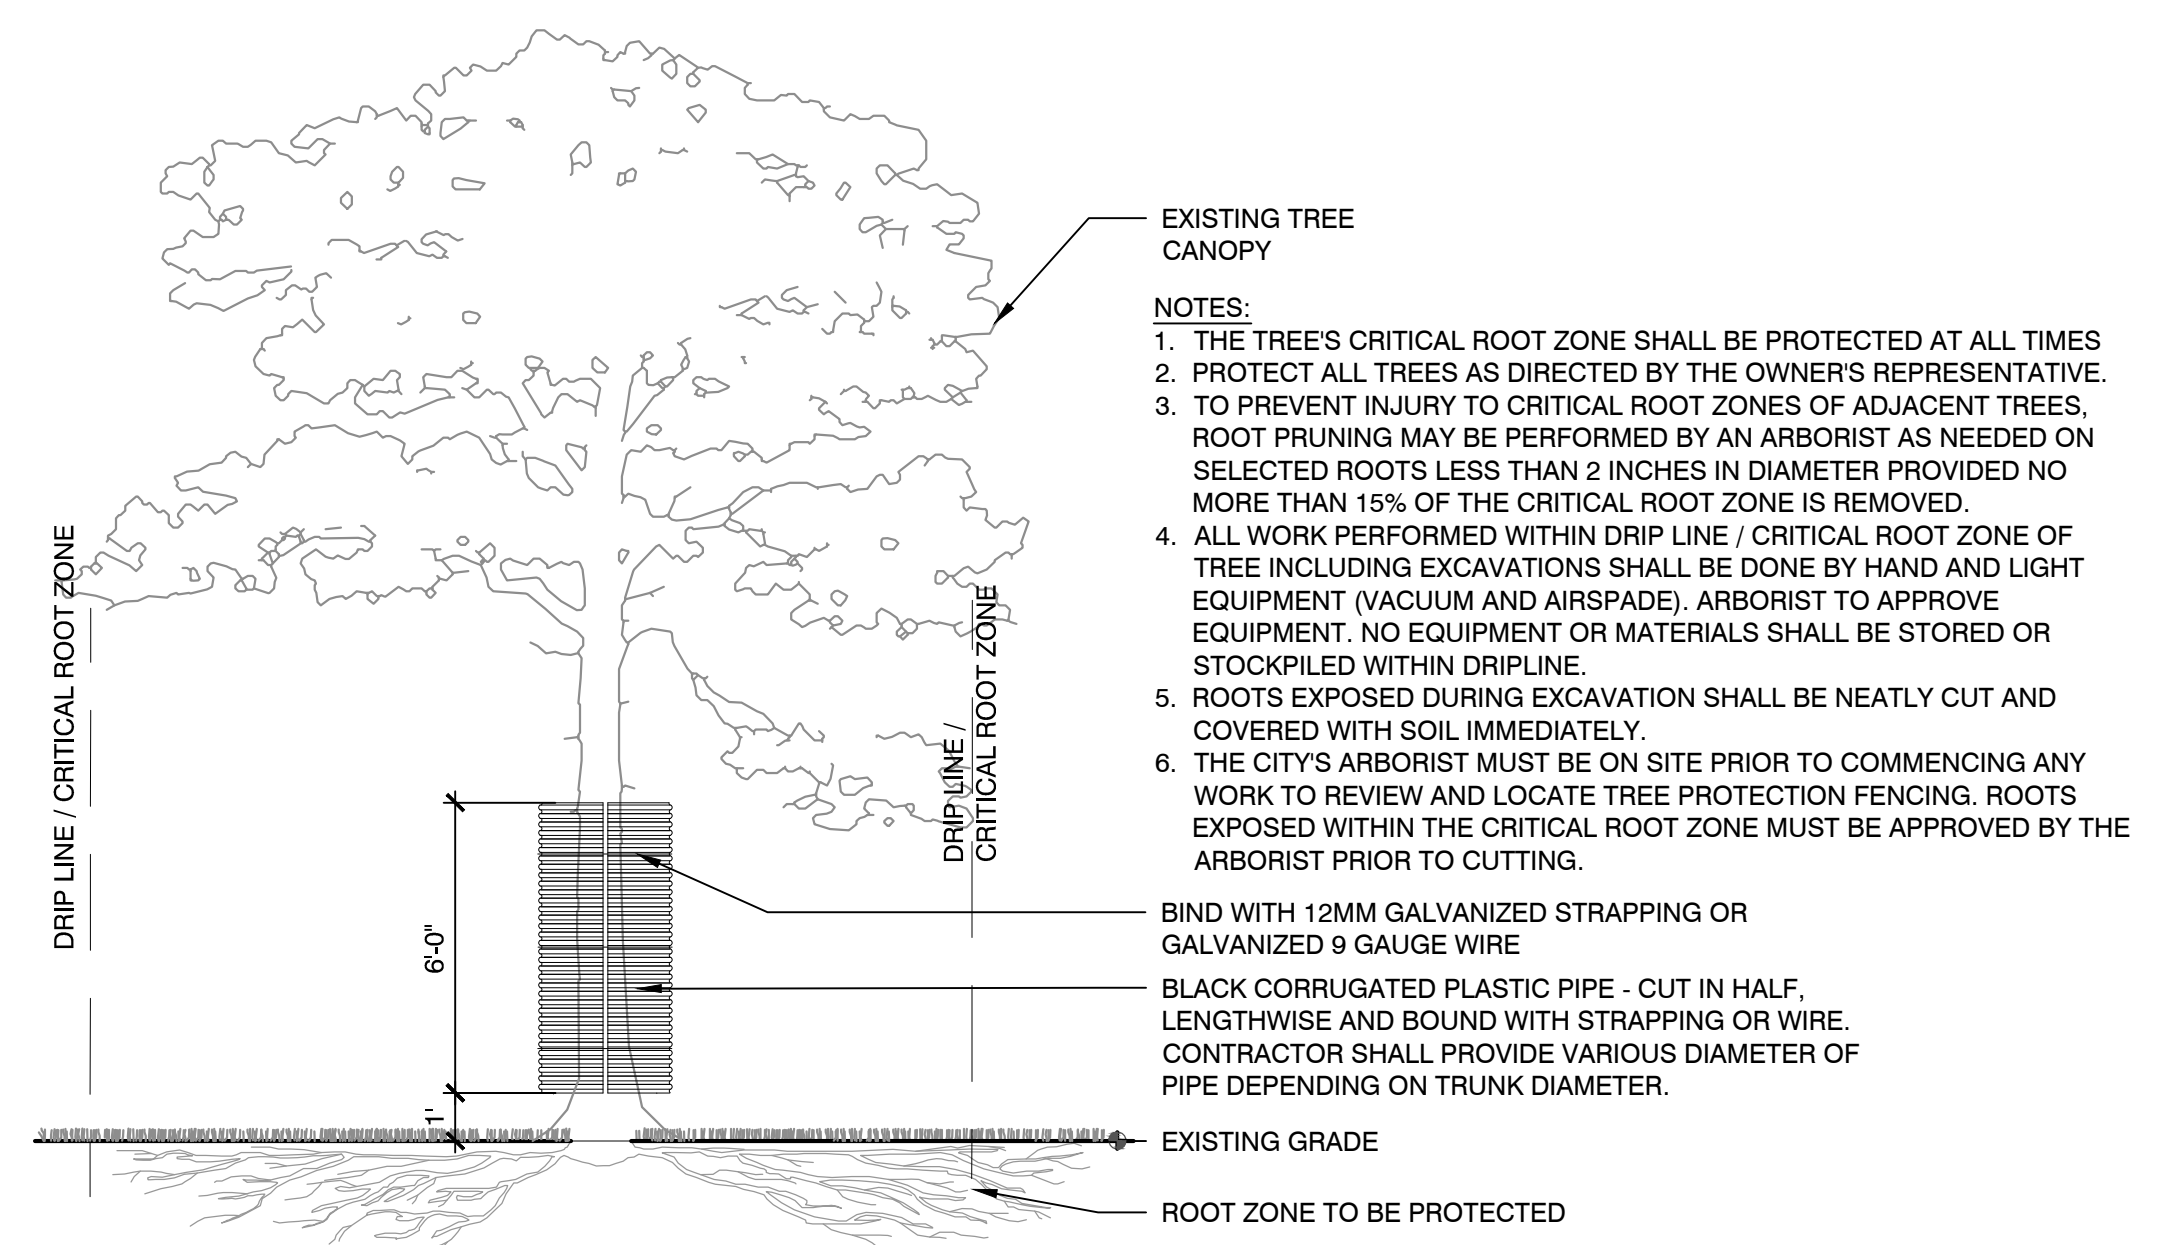 EXISTING TREE
CANOPY
NOTES:
1. THE TREE'S CRITICAL ROOT ZONE SHALL BE PROTECTED AT ALL TIMES
2. PROTECT ALL TREES AS DIRECTED BY THE OWNER'S REPRESENTATIVE.
3. TO PREVENT INJURY TO CRITICAL ROOT ZONES OF ADJACENT TREES,
ROOT PRUNING MAY BE PERFORMED BY AN ARBORIST AS NEEDED ON
SELECTED ROOTS LESS THAN 2 INCHES IN DIAMETER PROVIDED NO
MORE THAN 15% OF THE CRITICAL ROOT ZONE IS REMOVED.
4. ALL WORK PERFORMED WITHIN DRIP LINE / CRITICAL ROOT ZONE OF
TREE INCLUDING EXCAVATIONS SHALL BE DONE BY HAND AND LIGHT
EQUIPMENT (VACUUM AND AIRSPADE). ARBORIST TO APPROVE
EQUIPMENT. NO EQUIPMENT OR MATERIALS SHALL BE STORED OR
STOCKPILED WITHIN DRIPLINE.
5. ROOTS EXPOSED DURING EXCAVATION SHALL BE NEATLY CUT AND
COVERED WITH SOIL IMMEDIATELY.
6. THE CITY'S ARBORIST MUST BE ON SITE PRIOR TO COMMENCING ANY
WORK TO REVIEW AND LOCATE TREE PROTECTION FENCING. ROOTS
EXPOSED WITHIN THE CRITICAL ROOT ZONE MUST BE APPROVED BY THE
ARBORIST PRIOR TO CUTTING.
DRIP LINE / CRITICAL ROOT ZONE
DRIP LINE /
CRITICAL ROOT ZONE
6'-0"
1'
BIND WITH 12MM GALVANIZED STRAPPING OR
GALVANIZED 9 GAUGE WIRE
BLACK CORRUGATED PLASTIC PIPE - CUT IN HALF,
LENGTHWISE AND BOUND WITH STRAPPING OR WIRE.
CONTRACTOR SHALL PROVIDE VARIOUS DIAMETER OF
PIPE DEPENDING ON TRUNK DIAMETER.
EXISTING GRADE
ROOT ZONE TO BE PROTECTED